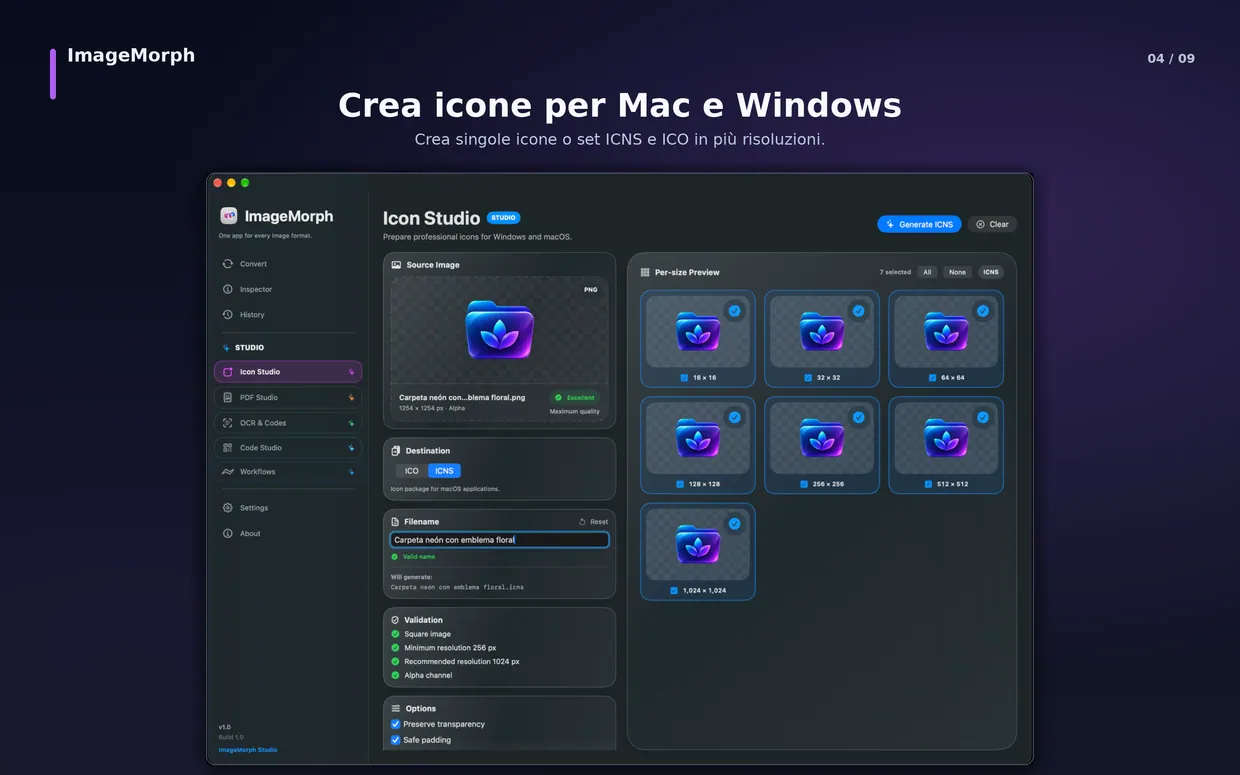 ImageMorph
04 / 09
Crea icone per Mac e Windows
Crea singole icone o set ICNS e ICO in più risoluzioni.
ImageMorph
One app for every image format.
Convert
Inspector
History
STUDIO
Icon Studio
PDF Studio
OCR & Codes
Code Studio
Workflows
Settings
About
v1.0
Build 1.0
ImageMorph Studio
Icon Studio STUDIO
Prepare professional icons for Windows and macOS.
Generate ICNS
Clear
Source Image
PNG
Carpeta neón con...blema floral.png
1254 × 1254 px · Alpha
Excellent
Maximum quality
Destination
ICO ICNS
Icon package for macOS applications.
Filename
Reset
Carpeta neón con emblema floral
Valid name
Will generate:
Carpeta neón con emblema floral.icns
Validation
Square image
Minimum resolution 256 px
Recommended resolution 1024 px
Alpha channel
Options
Preserve transparency
Safe padding
Per-size Preview
7 selected All None ICNS
16 × 16
32 × 32
64 × 64
128 × 128
256 × 256
512 × 512
1,024 × 1,024